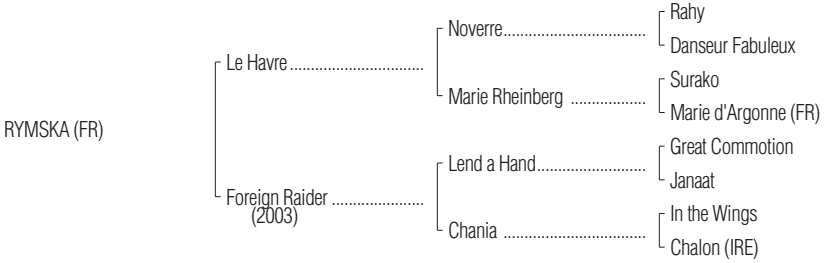 Rahy
Noverre
Danseur Fabuleux
Le Havre
Surako
Marie Rheinberg
Marie d'Argonne (FR)
RYMSKA (FR)
Great Commotion
Lend a Hand
Janaat
Foreign Raider
(2003)
In the Wings
Chania
Chalon (IRE)